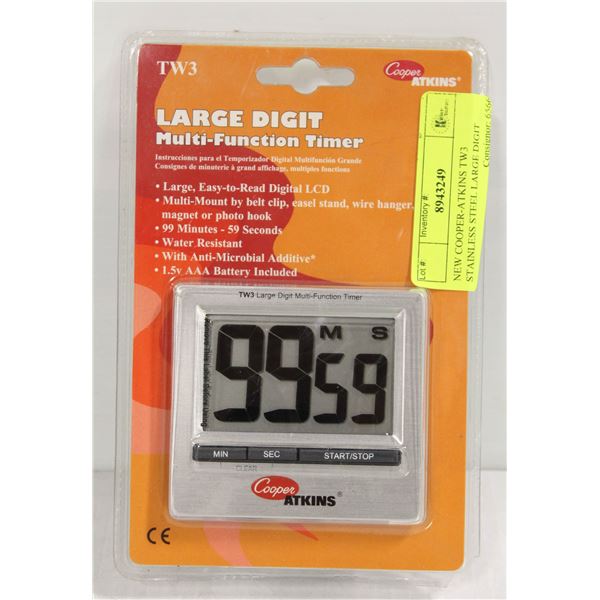 TW3
Cooper
ATKINS®
LARGE DIGIT
Multi-Function Timer
Instrucciones para el Temporizador Digital Multifunción Grande
Consignes de minuterie à grand affichage, multiples fonctions
• Large, Easy-to-Read Digital LCD
• Multi-Mount by belt clip, easel stand, wire hanger,
magnet or photo hook
• 99 Minutes - 59 Seconds
• Water Resistant
• With Anti-Microbial Additive*
• 1.5v AAA Battery Included
Lot #:
Inventory #:
8943249
NEW COOPER-ATKINS TW3
STAINLESS STEEL LARGE DIGIT
Consignor:
TW3 Large Digit Multi-Function Timer
M S
99 59
MIN SEC START/STOP
CLEAR
Cooper
ATKINS®
CE